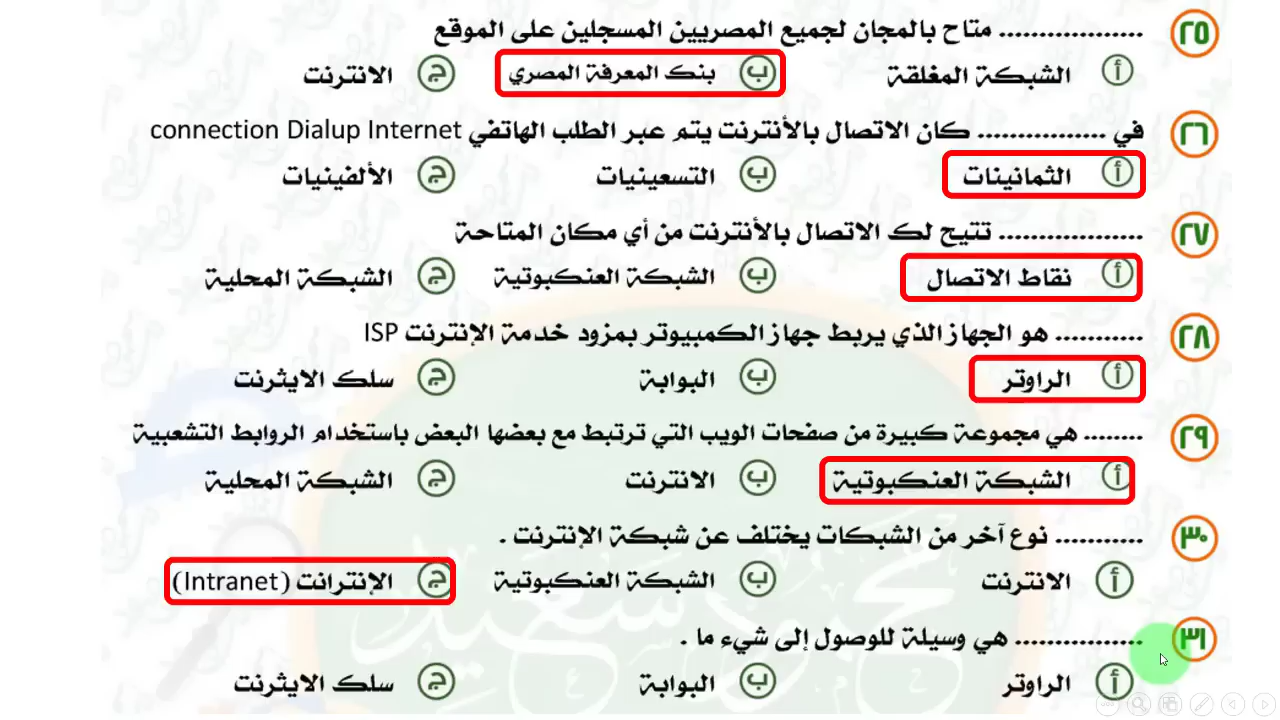 ٢٥ .................. متاح بالمجان لجميع المصريين المسجلين على الموقع
أ الشبكة المغلقة ب بنك المعرفة المصري ج الانترنت
٢٦ في ................ كان الاتصال بالأنترنت يتم عبر الطلب الهاتفي connection Dialup Internet
أ الثمانينات ب التسعينيات ج الألفينيات
٢٧ .................. تتيح لك الاتصال بالأنترنت من أي مكان المتاحة
أ نقاط الاتصال ب الشبكة العنكبوتية ج الشبكة المحلية
٢٨ ........... هو الجهاز الذي يربط جهاز الكمبيوتر بمزود خدمة الإنترنت ISP
أ الراوتر ب البوابة ج سلك الايثرنت
٢٩ ........ هي مجموعة كبيرة من صفحات الويب التي ترتبط مع بعضها البعض باستخدام الروابط التشعبية
أ الشبكة العنكبوتية ب الانترنت ج الشبكة المحلية
٣٠ ........... نوع آخر من الشبكات يختلف عن شبكة الإنترنت .
أ الانترنت ب الشبكة العنكبوتية ج الإنترانت (Intranet)
٣١ ................ هي وسيلة للوصول إلى شيء ما .
أ الراوتر ب البوابة ج سلك الايثرنت
محمود سعيد